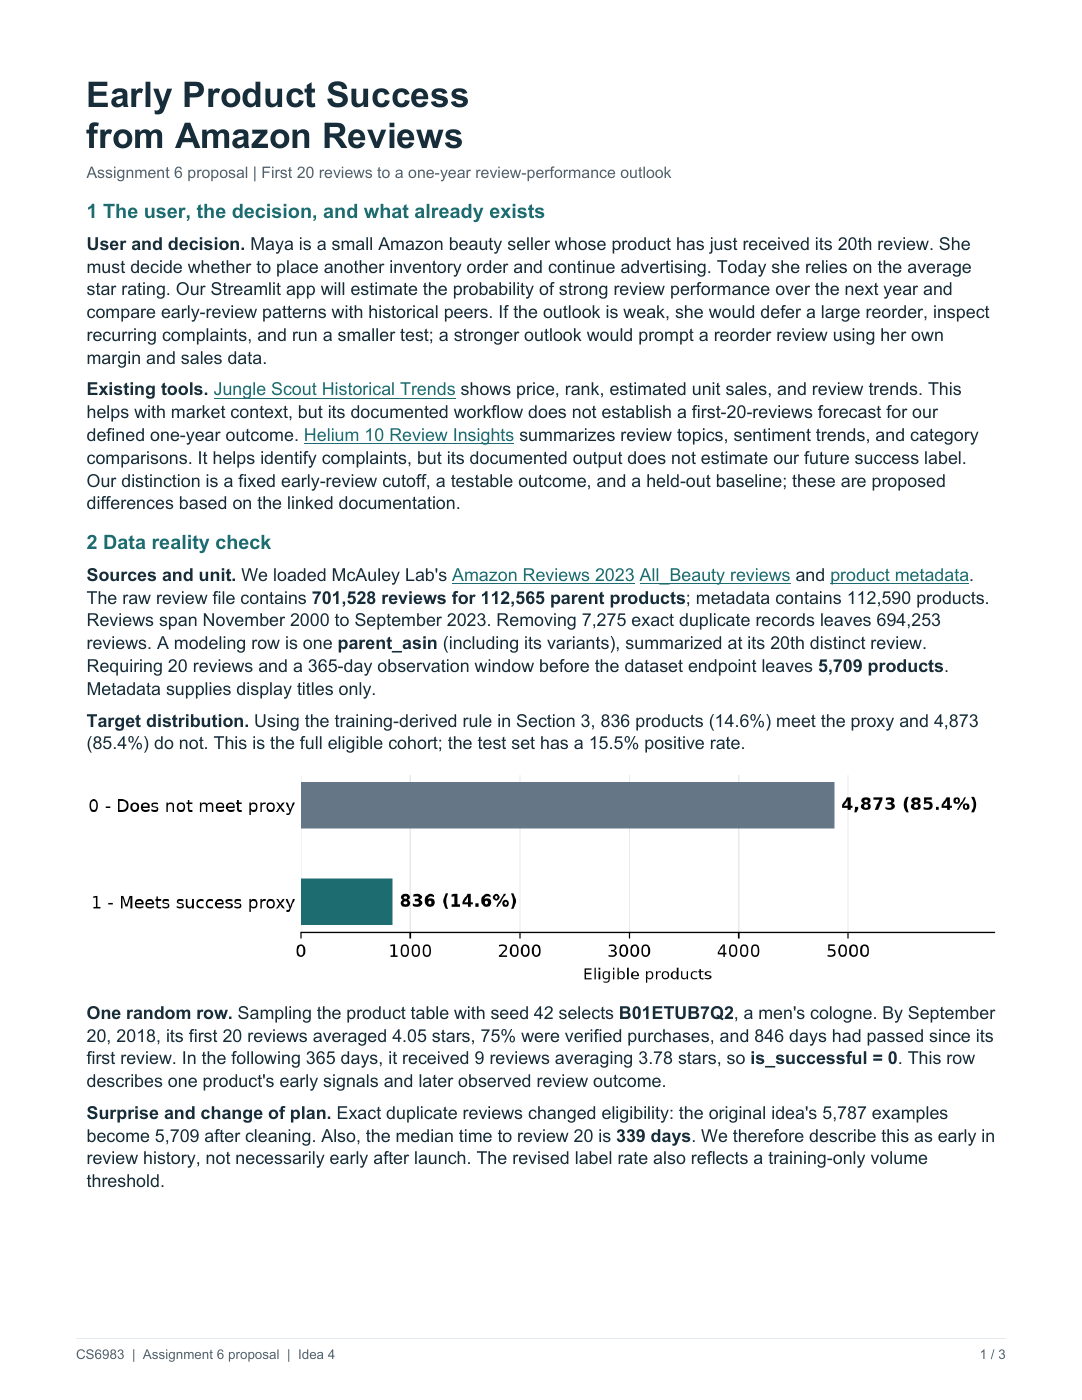 Early Product Success
from Amazon Reviews
Assignment 6 proposal | First 20 reviews to a one-year review-performance outlook
1 The user, the decision, and what already exists
User and decision. Maya is a small Amazon beauty seller whose product has just received its 20th review. She
must decide whether to place another inventory order and continue advertising. Today she relies on the average
star rating. Our Streamlit app will estimate the probability of strong review performance over the next year and
compare early-review patterns with historical peers. If the outlook is weak, she would defer a large reorder, inspect
recurring complaints, and run a smaller test; a stronger outlook would prompt a reorder review using her own
margin and sales data.
Existing tools. Jungle Scout Historical Trends shows price, rank, estimated unit sales, and review trends. This
helps with market context, but its documented workflow does not establish a first-20-reviews forecast for our
defined one-year outcome. Helium 10 Review Insights summarizes review topics, sentiment trends, and category
comparisons. It helps identify complaints, but its documented output does not estimate our future success label.
Our distinction is a fixed early-review cutoff, a testable outcome, and a held-out baseline; these are proposed
differences based on the linked documentation.
2 Data reality check
Sources and unit. We loaded McAuley Lab's Amazon Reviews 2023 All_Beauty reviews and product metadata.
The raw review file contains 701,528 reviews for 112,565 parent products; metadata contains 112,590 products.
Reviews span November 2000 to September 2023. Removing 7,275 exact duplicate records leaves 694,253
reviews. A modeling row is one parent_asin (including its variants), summarized at its 20th distinct review.
Requiring 20 reviews and a 365-day observation window before the dataset endpoint leaves 5,709 products.
Metadata supplies display titles only.
Target distribution. Using the training-derived rule in Section 3, 836 products (14.6%) meet the proxy and 4,873
(85.4%) do not. This is the full eligible cohort; the test set has a 15.5% positive rate.
0 - Does not meet proxy
4,873 (85.4%)
1 - Meets success proxy
836 (14.6%)
0 1000 2000 3000 4000 5000
Eligible products
One random row. Sampling the product table with seed 42 selects B01ETUB7Q2, a men's cologne. By September
20, 2018, its first 20 reviews averaged 4.05 stars, 75% were verified purchases, and 846 days had passed since its
first review. In the following 365 days, it received 9 reviews averaging 3.78 stars, so is_successful = 0. This row
describes one product's early signals and later observed review outcome.
Surprise and change of plan. Exact duplicate reviews changed eligibility: the original idea's 5,787 examples
become 5,709 after cleaning. Also, the median time to review 20 is 339 days. We therefore describe this as early in
review history, not necessarily early after launch. The revised label rate also reflects a training-only volume
threshold.
CS6983 | Assignment 6 proposal | Idea 4
1 / 3